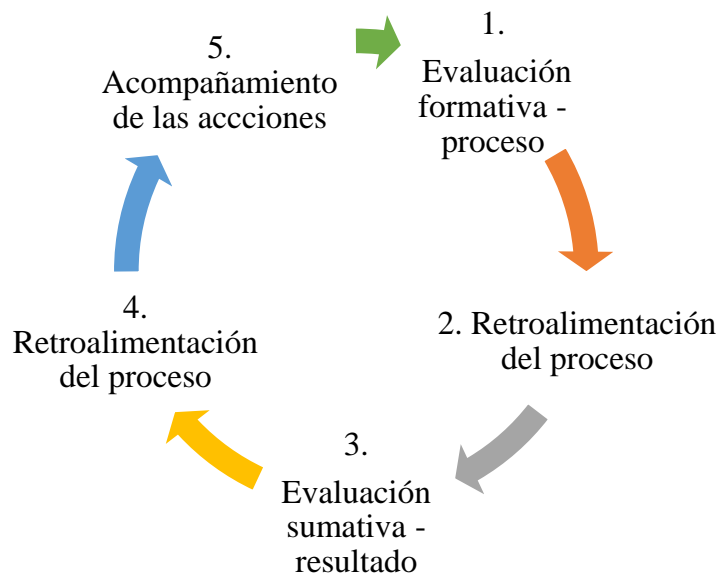 1.
Evaluación
formativa -
proceso
2. Retroalimentación
del proceso
3.
Evaluación
sumativa -
resultado
4.
Retroalimentación
del proceso
5.
Acompañamiento
de las accciones